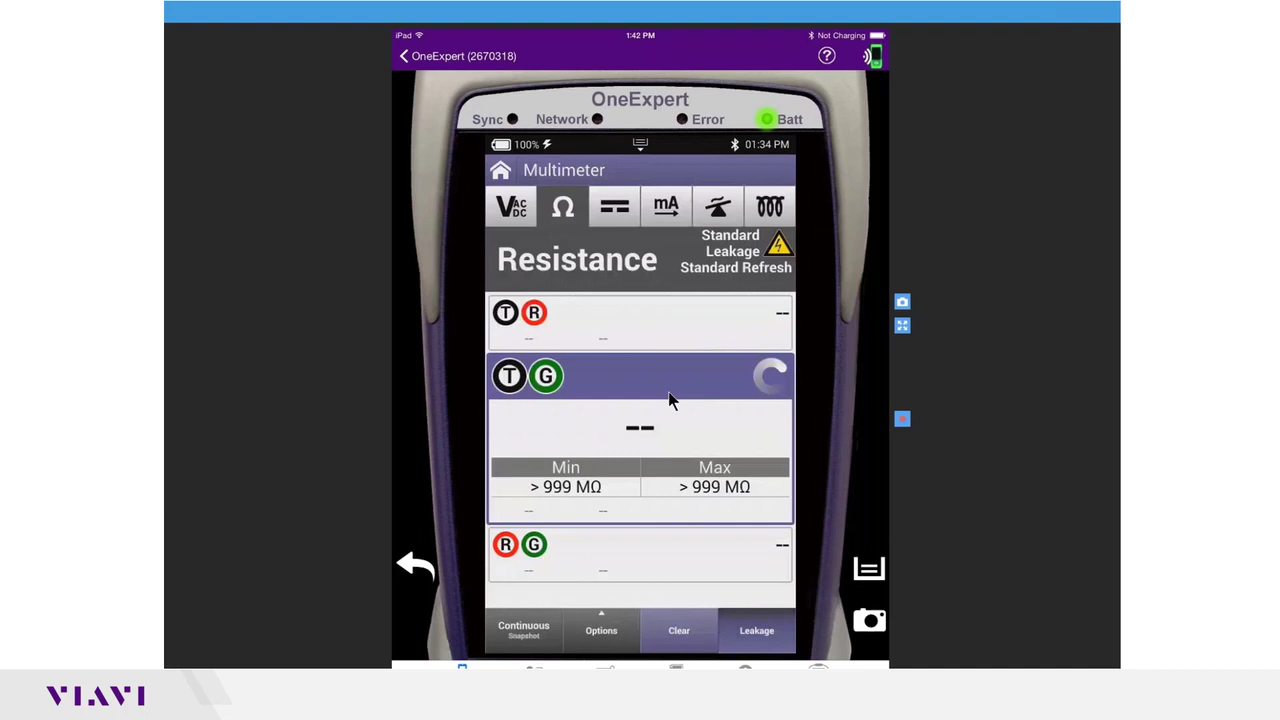 iPad
1:42 PM
Not Charging
OneExpert (2670318)
?
OneExpert
Sync
Network
Error
Batt
100%
01:34 PM
Multimeter
VAC
DC
Ω
mA
Resistance
Standard
Leakage
Standard Refresh
T R
--
-- --
T G
--
Min Max
> 999 MΩ > 999 MΩ
-- --
R G
--
-- --
Continuous
Snapshot
Options
Clear
Leakage
VIAVI